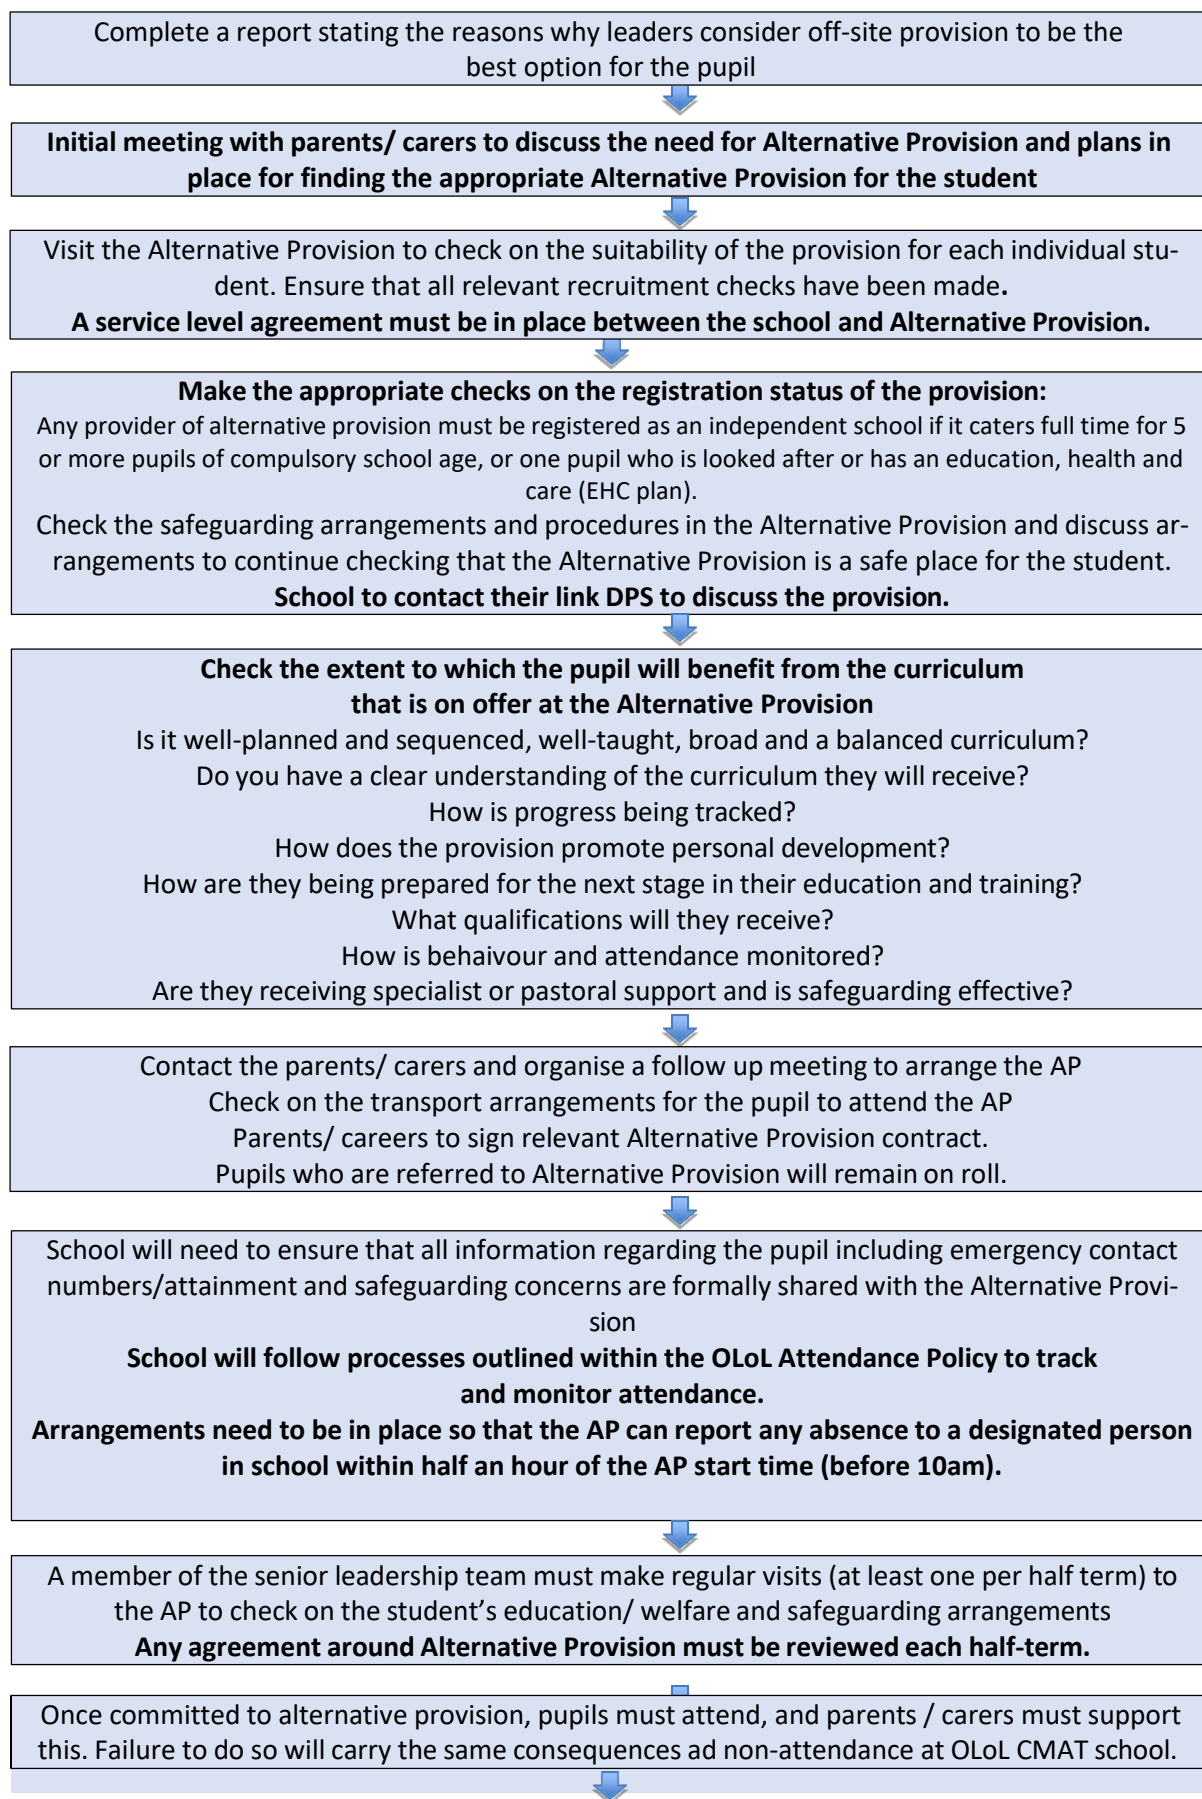 Complete a report stating the reasons why leaders consider off-site provision to be the
best option for the pupil
Initial meeting with parents/ carers to discuss the need for Alternative Provision and plans in
place for finding the appropriate Alternative Provision for the student
Visit the Alternative Provision to check on the suitability of the provision for each individual stu-
dent. Ensure that all relevant recruitment checks have been made.
A service level agreement must be in place between the school and Alternative Provision.
Make the appropriate checks on the registration status of the provision:
Any provider of alternative provision must be registered as an independent school if it caters full time for 5
or more pupils of compulsory school age, or one pupil who is looked after or has an education, health and
care (EHC plan).
Check the safeguarding arrangements and procedures in the Alternative Provision and discuss ar-
rangements to continue checking that the Alternative Provision is a safe place for the student.
School to contact their link DPS to discuss the provision.
Check the extent to which the pupil will benefit from the curriculum
that is on offer at the Alternative Provision
Is it well-planned and sequenced, well-taught, broad and a balanced curriculum?
Do you have a clear understanding of the curriculum they will receive?
How is progress being tracked?
How does the provision promote personal development?
How are they being prepared for the next stage in their education and training?
What qualifications will they receive?
How is behaivour and attendance monitored?
Are they receiving specialist or pastoral support and is safeguarding effective?
Contact the parents/ carers and organise a follow up meeting to arrange the AP
Check on the transport arrangements for the pupil to attend the AP
Parents/ careers to sign relevant Alternative Provision contract.
Pupils who are referred to Alternative Provision will remain on roll.
School will need to ensure that all information regarding the pupil including emergency contact
numbers/attainment and safeguarding concerns are formally shared with the Alternative Provi-
sion
School will follow processes outlined within the OLoL Attendance Policy to track
and monitor attendance.
Arrangements need to be in place so that the AP can report any absence to a designated person
in school within half an hour of the AP start time (before 10am).
A member of the senior leadership team must make regular visits (at least one per half term) to
the AP to check on the student’s education/ welfare and safeguarding arrangements
Any agreement around Alternative Provision must be reviewed each half-term.
Once committed to alternative provision, pupils must attend, and parents / carers must support
this. Failure to do so will carry the same consequences ad non-attendance at OLoL CMAT school.